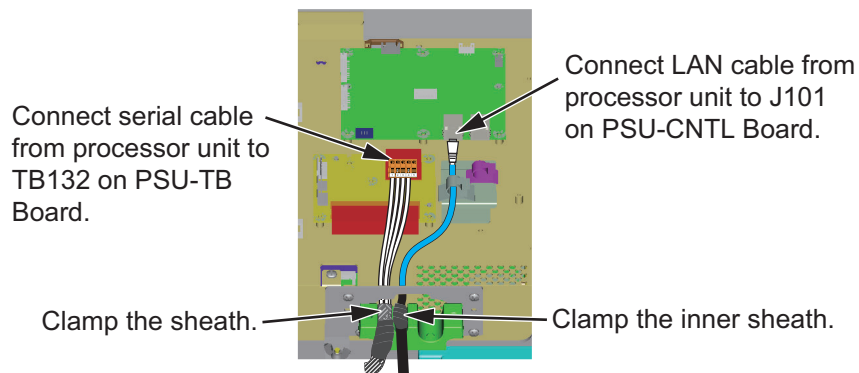 Connect LAN cable from
processor unit to J101
on PSU-CNTL Board.
Connect serial cable
from processor unit to
TB132 on PSU-TB
Board.
Clamp the sheath.
Clamp the inner sheath.